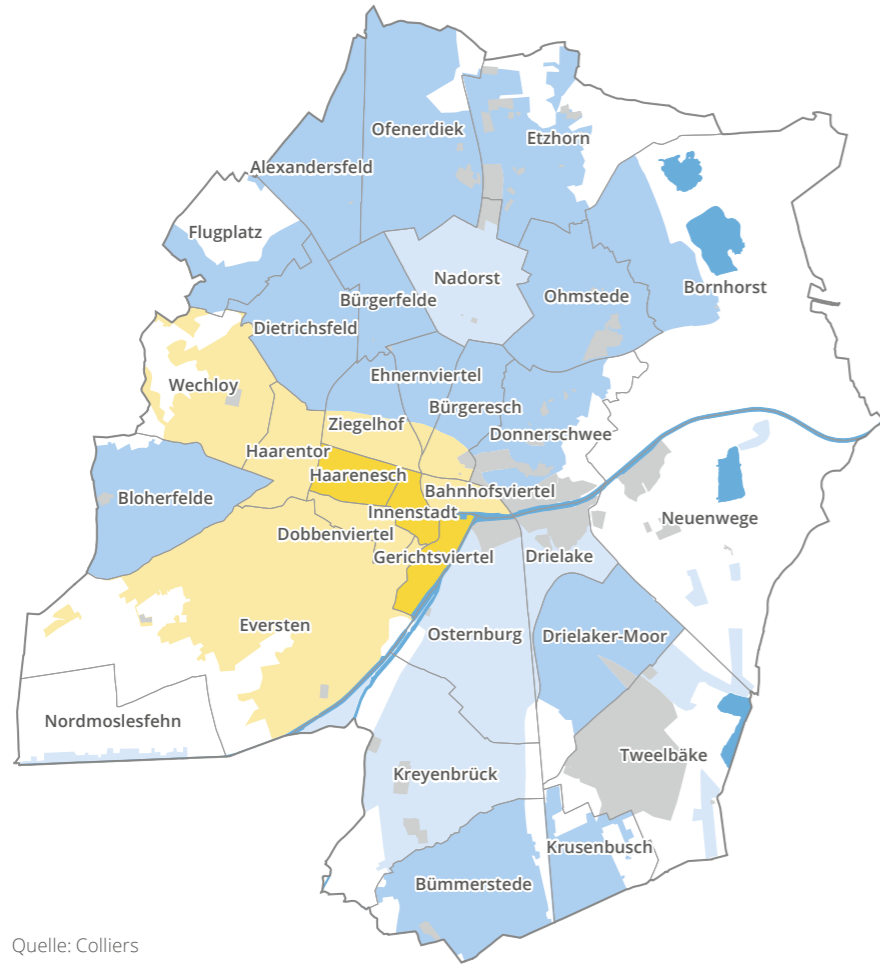 Ofenerdiek
Etzhorn
Alexandersfeld
Flugplatz
Nadorst
Bornhorst
Ohmstede
Bürgerfelde
Dietrichsfeld
Ehnernviertel
Wechloy
Bürgeresch
Ziegelhof
Donnerschwee
Haarentor
Haarenesch
Bahnhofsviertel
Bloherfelde
Innenstadt
Neuenwege
Dobbenviertel
Gerichtsviertel
Drielake
Eversten
Osternburg
Drielaker-Moor
Nordmoslesfehn
Tweelbäke
Kreyenbrück
Krusenbusch
Bümmerstede
Quelle: Colliers